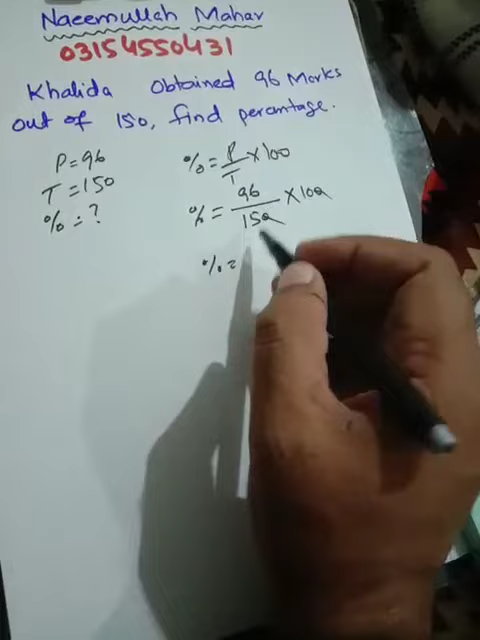 Naeemullah Mahar
03154550431
Khalida Obtained 96 Marks
out of 150, find percentage.
P=96
T=150
%=?
%=P/T×100
%=96/150×100
%=